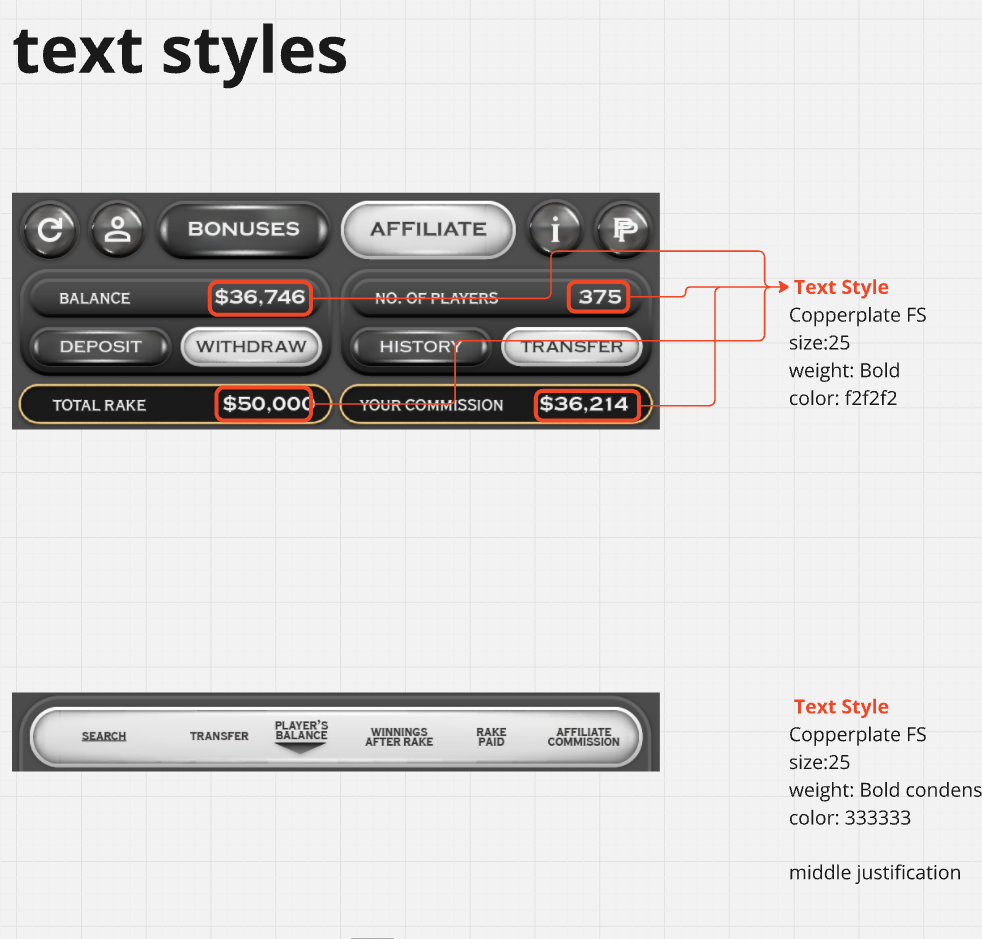 text styles
BONUSES
AFFILIATE
i
BALANCE
$36,746
NO. OF PLAYERS
375
DEPOSIT
WITHDRAW
HISTORY
TRANSFER
TOTAL RAKE
$50,000
YOUR COMMISSION
$36,214
Text Style
Copperplate FS
size:25
weight: Bold
color: f2f2f2
SEARCH
TRANSFER
PLAYER'S
BALANCE
WINNINGS
AFTER RAKE
RAKE
PAID
AFFILIATE
COMMISSION
Text Style
Copperplate FS
size:25
weight: Bold condens
color: 333333
middle justification